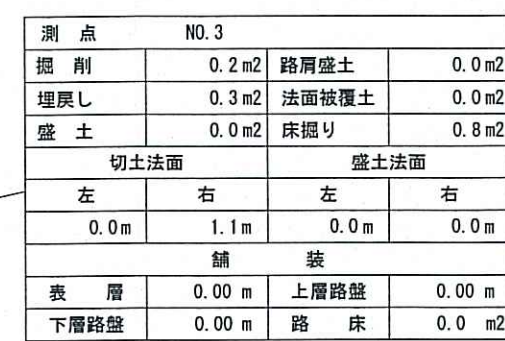 測 点 NO.3
掘 削 0.2m2 路肩盛土 0.0m2
埋戻し 0.3m2 法面被覆土 0.0m2
盛 土 0.0m2 床掘り 0.8m2
切土法面 盛土法面
左 右 左 右
0.0m 1.1m 0.0m 0.0m
舗 装
表 層 0.00 m 上層路盤 0.00 m
下層路盤 0.00 m 路 床 0.0 m2